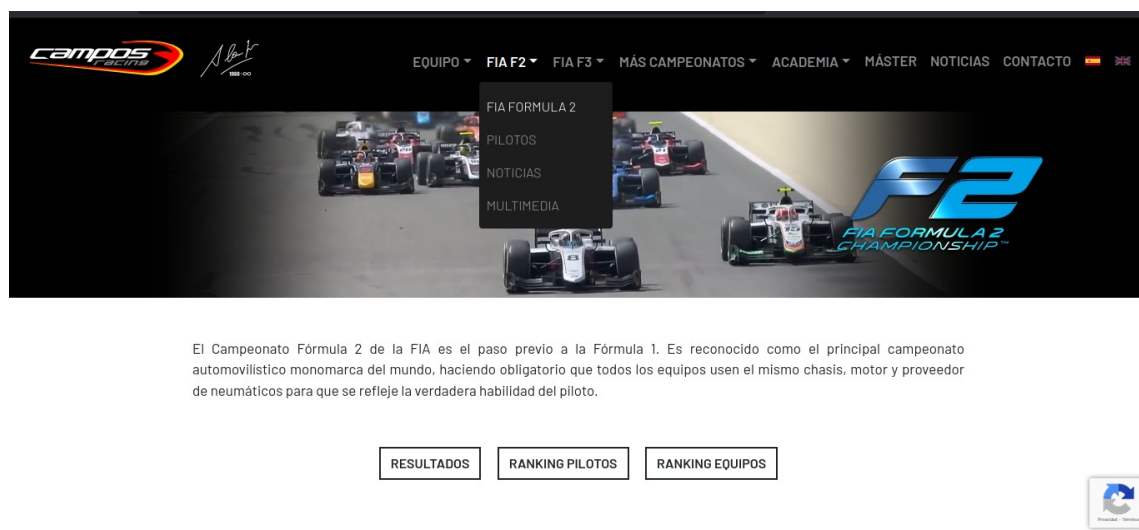 campos
racing
EQUIPO
FIA F2
FIA F3
MÁS CAMPEONATOS
ACADEMIA
MÁSTER
NOTICIAS
CONTACTO
FIA FORMULA 2
PILOTOS
NOTICIAS
MULTIMEDIA
8
F2
FIA FORMULA 2
CHAMPIONSHIP™
El Campeonato Fórmula 2 de la FIA es el paso previo a la Fórmula 1. Es reconocido como el principal campeonato
automovilístico monomarca del mundo, haciendo obligatorio que todos los equipos usen el mismo chasis, motor y proveedor
de neumáticos para que se refleje la verdadera habilidad del piloto.
RESULTADOS
RANKING PILOTOS
RANKING EQUIPOS